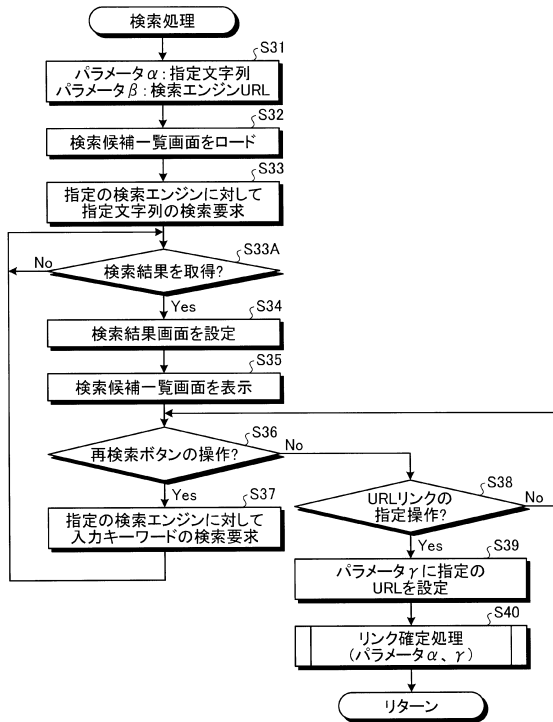 検索処理
S31
パラメータα:指定文字列
パラメータβ:検索エンジンURL
S32
検索候補一覧画面をロード
S33
指定の検索エンジンに対して
指定文字列の検索要求
S33A
検索結果を取得?
No
Yes
S34
検索結果画面を設定
S35
検索候補一覧画面を表示
S36
再検索ボタンの操作?
No
Yes
S37
指定の検索エンジンに対して
入力キーワードの検索要求
S38
URLリンクの
指定操作?
No
Yes
S39
パラメータγに指定の
URLを設定
S40
リンク確定処理
(パラメータα、γ)
リターン